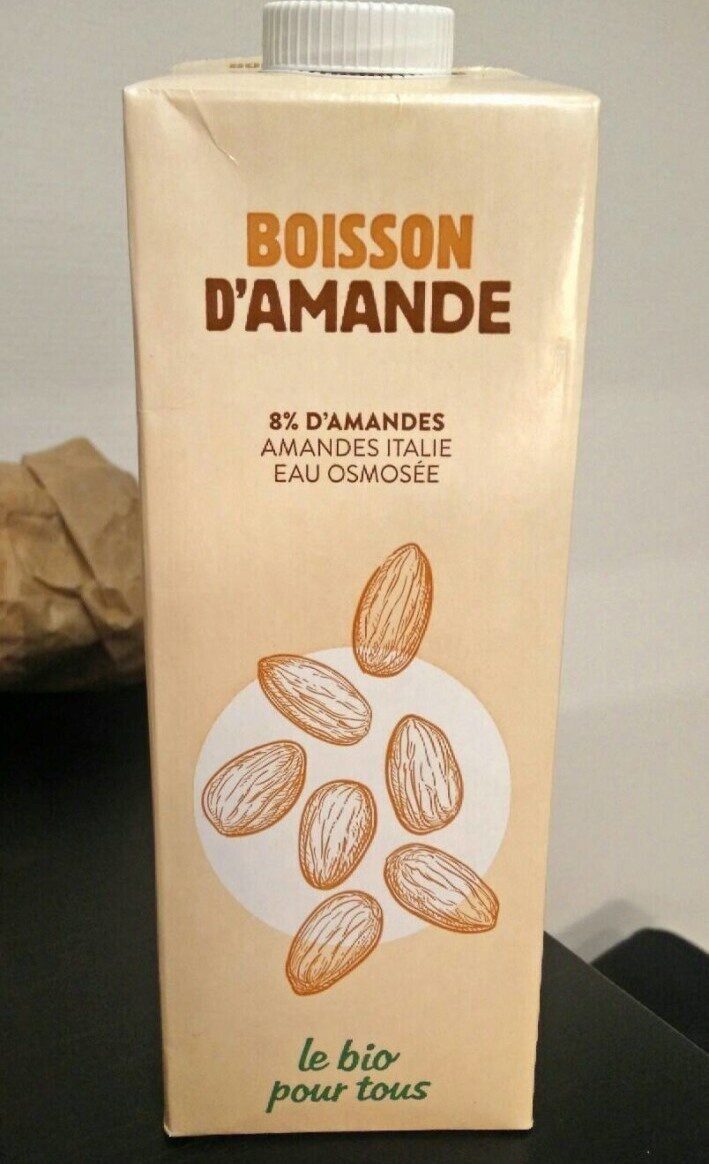 BOISSON
D'AMANDE
8% D'AMANDES
AMANDES ITALIE
EAU OSMOSÉE
le bio
pour tous